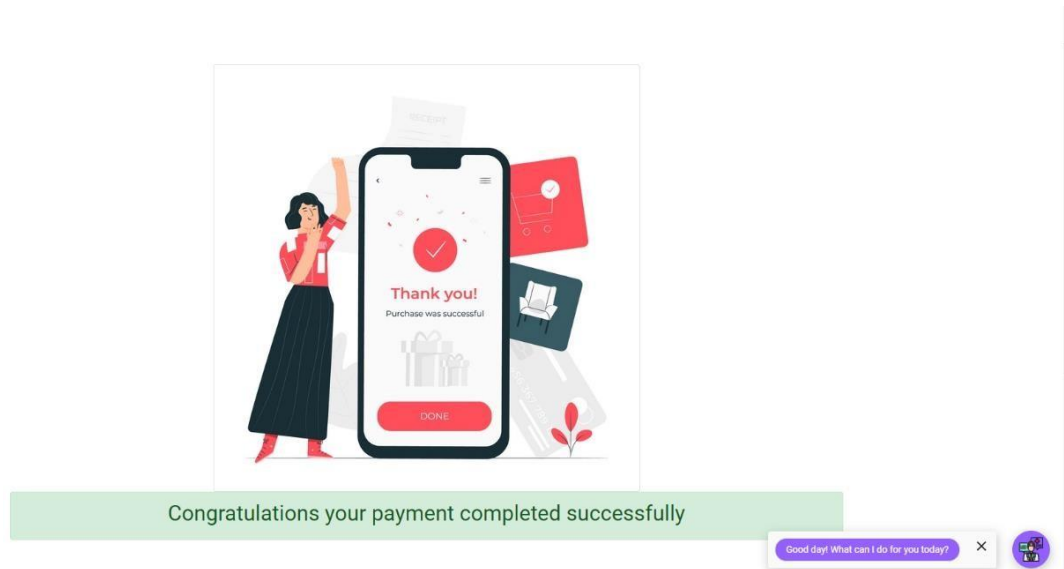 RECEIPT
Thank you!
Purchase was successful
DONE
Congratulations your payment completed successfully
Good day! What can I do for you today?